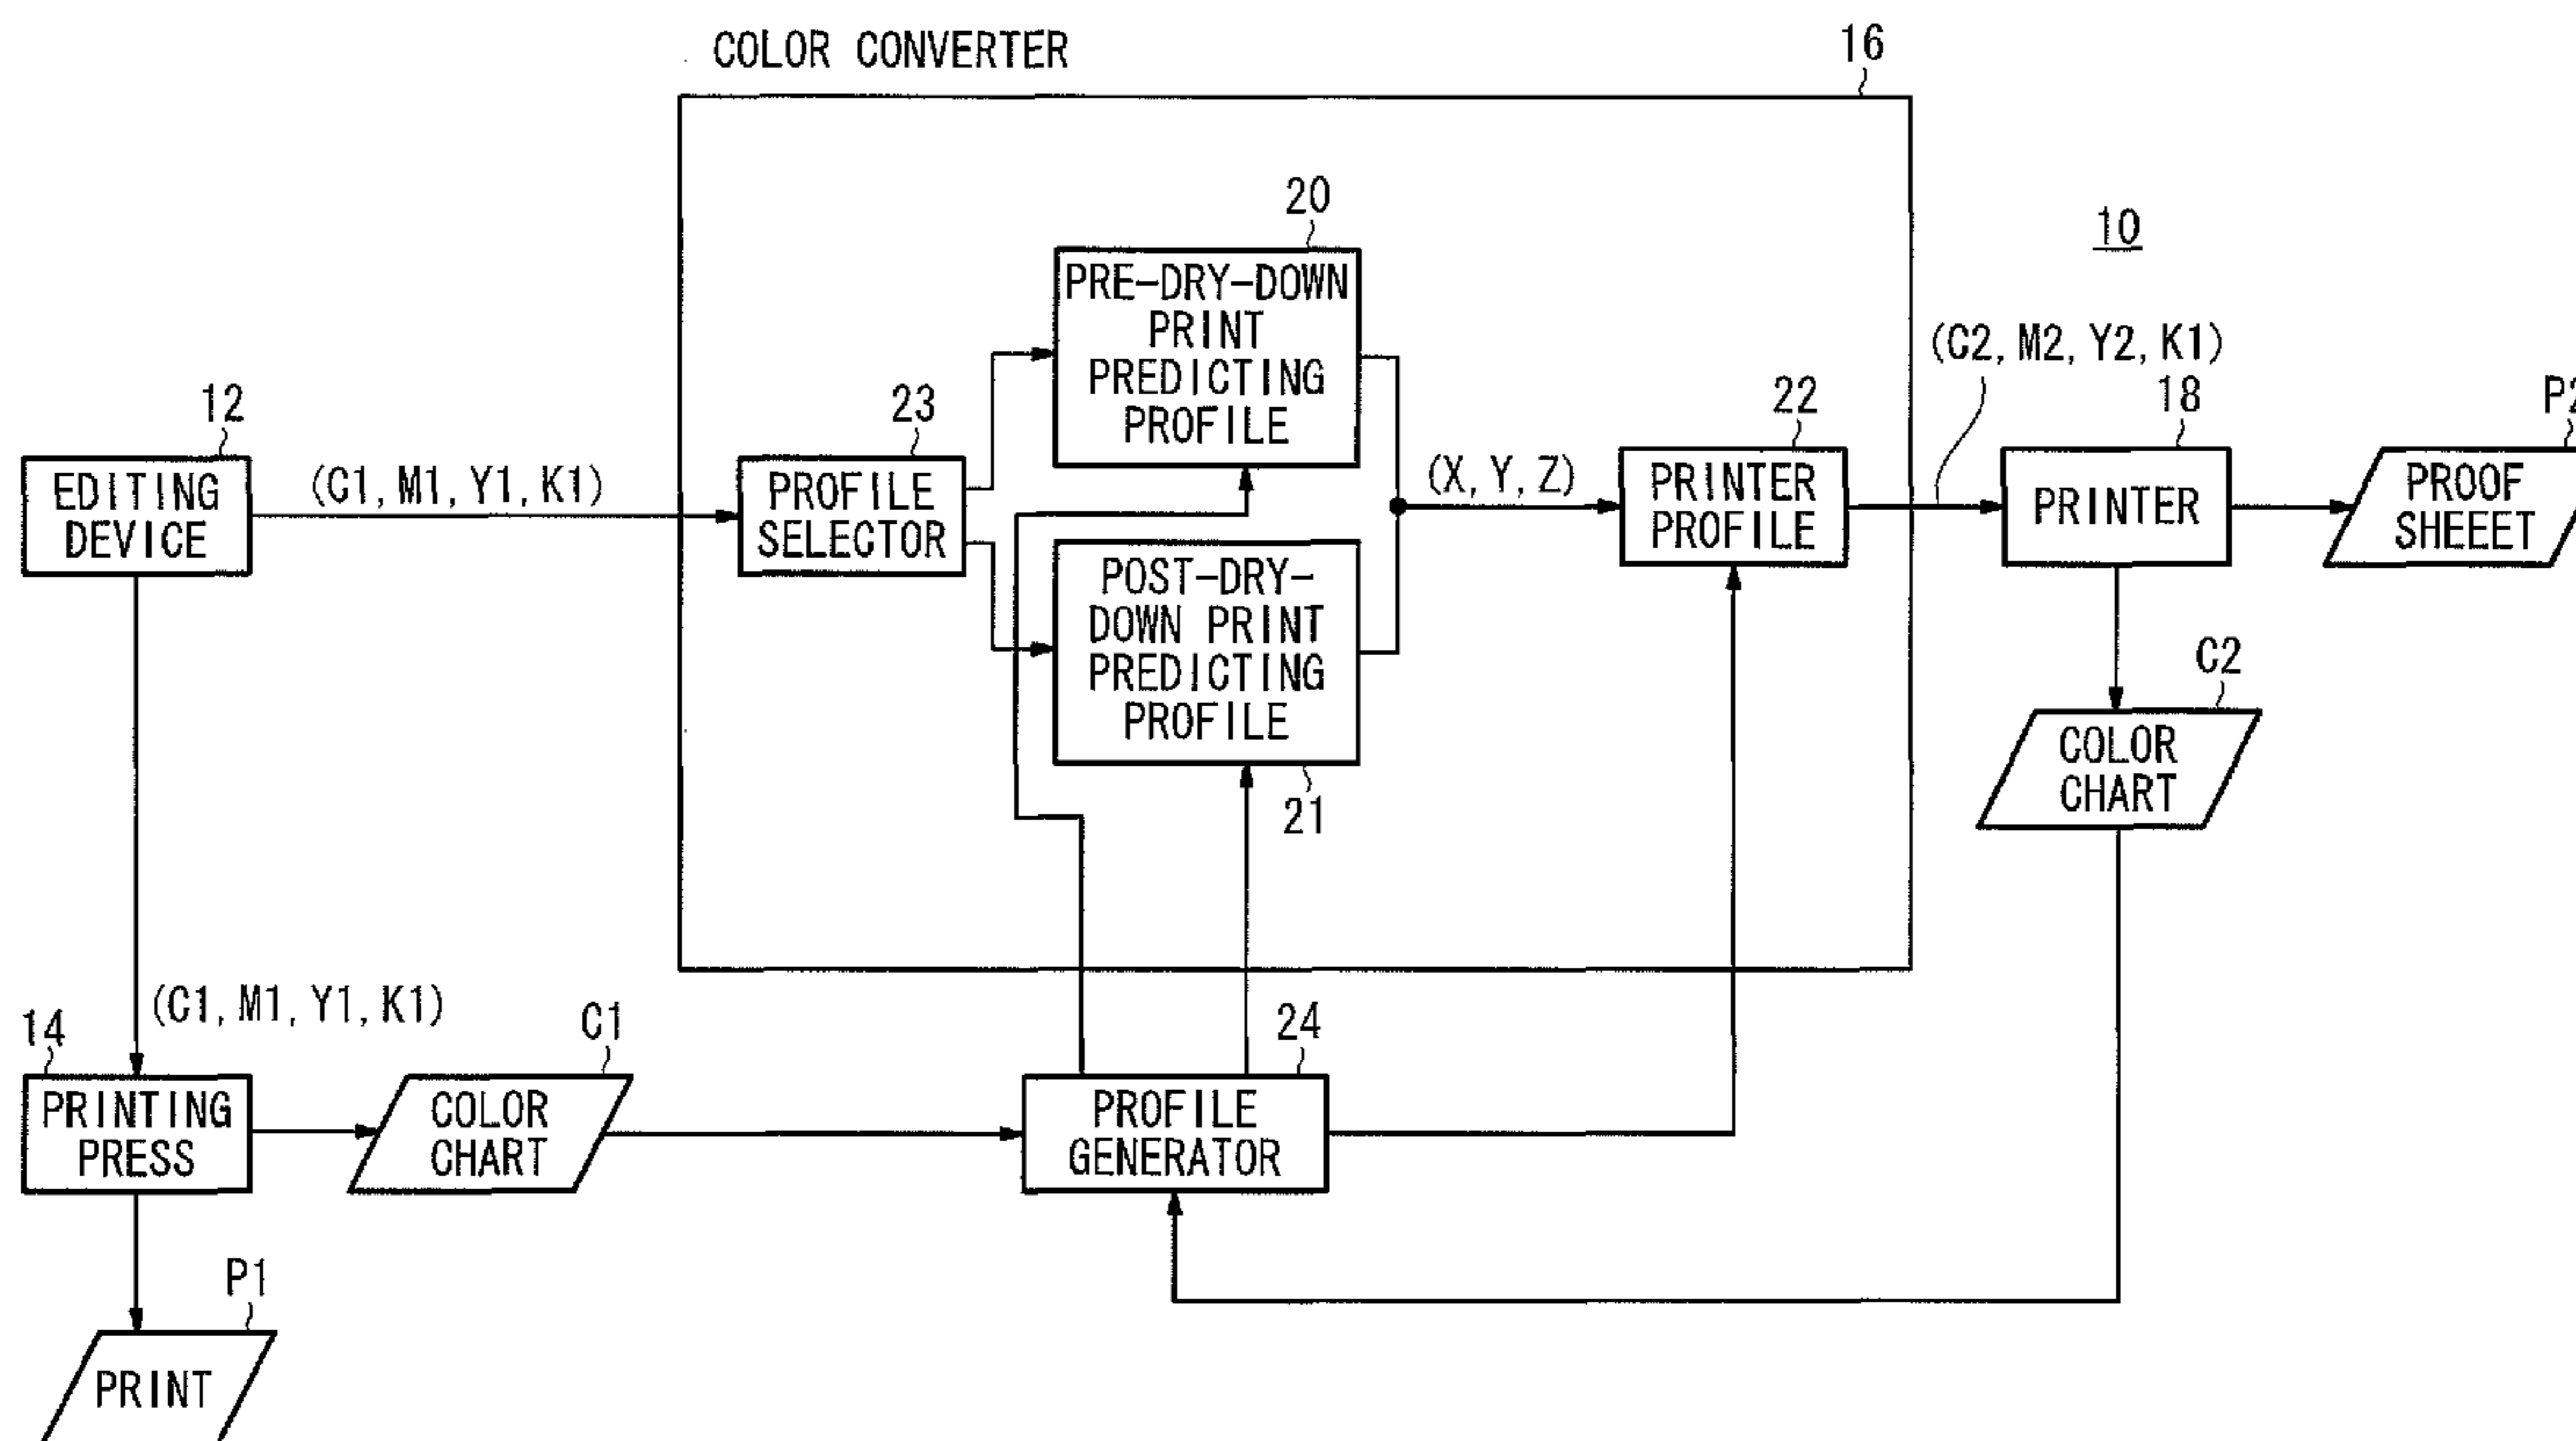 COLOR CONVERTER
16
20
10
PRE-DRY-DOWN
PRINT
PREDICTING
PROFILE
(C2, M2, Y2, K1)
12
23
22
18
P2
EDITING
DEVICE
(C1, M1, Y1, K1)
PROFILE
SELECTOR
(X, Y, Z)
PRINTER
PROFILE
PRINTER
PROOF
SHEEET
POST-DRY-
DOWN PRINT
PREDICTING
PROFILE
21
C2
COLOR
CHART
(C1, M1, Y1, K1)
14
C1
24
PRINTING
PRESS
COLOR
CHART
PROFILE
GENERATOR
P1
PRINT